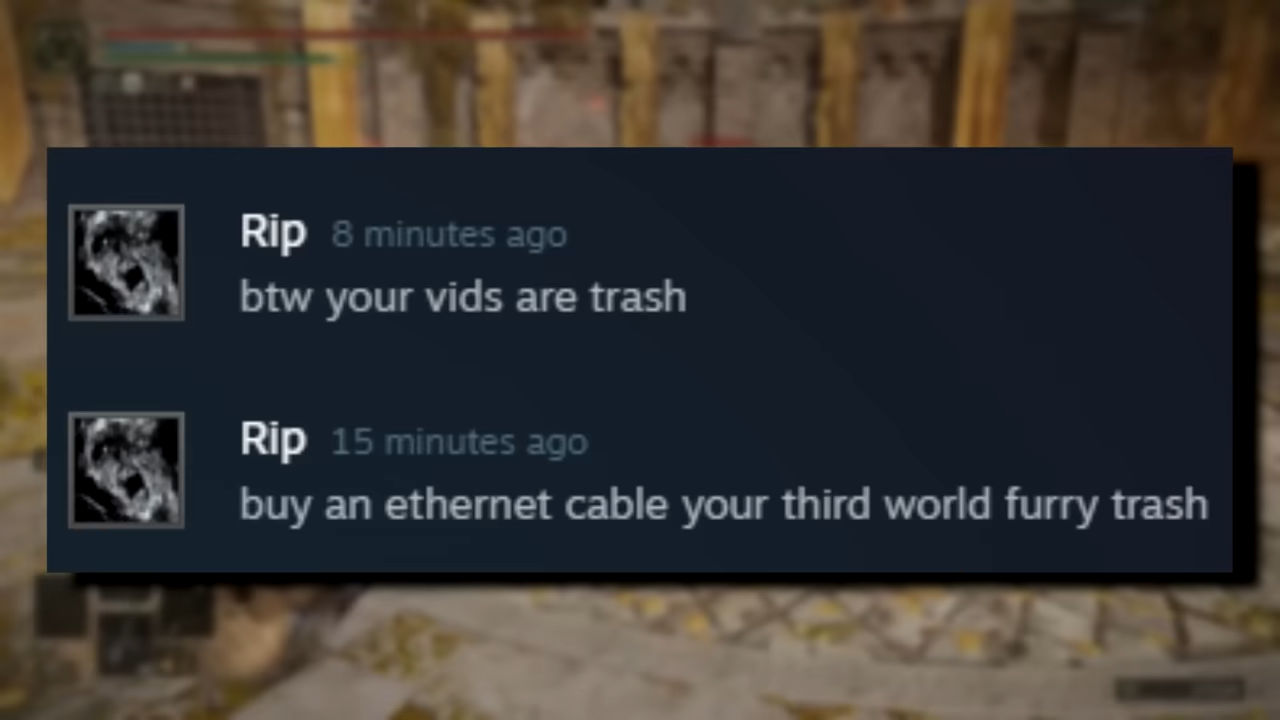 Rip 8 minutes ago
btw your vids are trash
Rip 15 minutes ago
buy an ethernet cable your third world furry trash